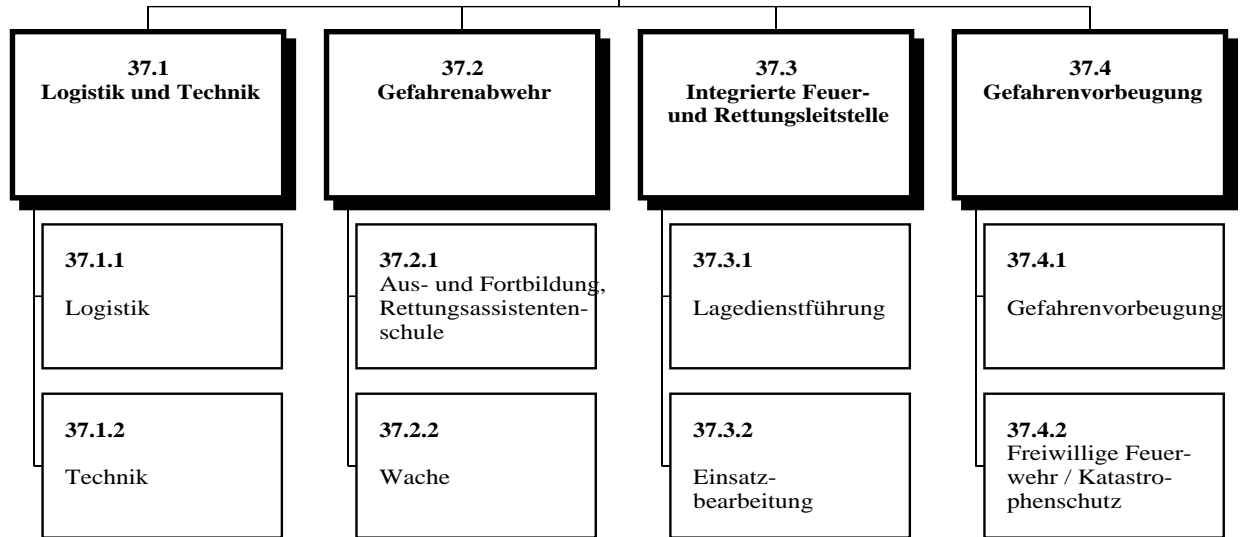 37.1
Logistik und Technik
37.2
Gefahrenabwehr
37.3
Integrierte Feuer-
und Rettungsleitstelle
37.4
Gefahrenvorbeugung
37.1.1
Logistik
37.2.1
Aus- und Fortbildung,
Rettungsassistenten-
schule
37.3.1
Lagedienstführung
37.4.1
Gefahrenvorbeugung
37.1.2
Technik
37.2.2
Wache
37.3.2
Einsatz-
bearbeitung
37.4.2
Freiwillige Feuer-
wehr / Katastro-
phenschutz